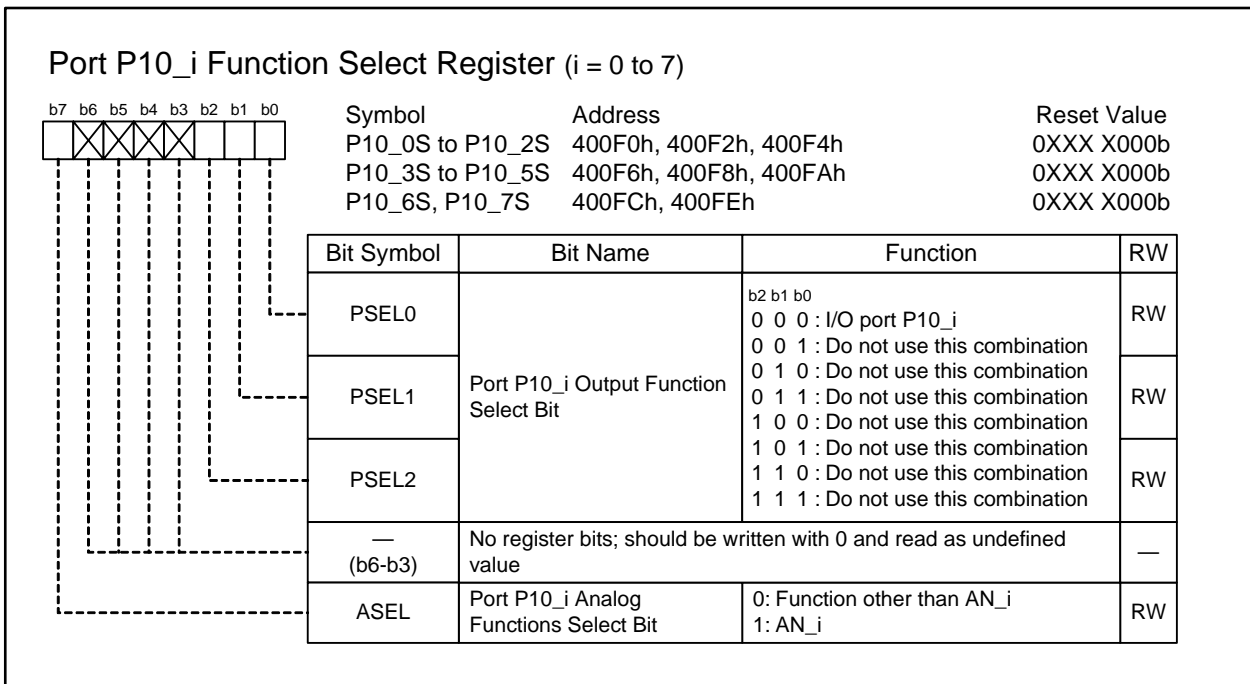 Port P10_i Function Select Register (i = 0 to 7)
b7 b6 b5 b4 b3 b2 b1 b0
Symbol Address Reset Value
P10_0S to P10_2S 400F0h, 400F2h, 400F4h 0XXX X000b
P10_3S to P10_5S 400F6h, 400F8h, 400FAh 0XXX X000b
P10_6S, P10_7S 400FCh, 400FEh 0XXX X000b
Bit Symbol Bit Name Function RW
PSEL0
PSEL1
PSEL2
Port P10_i Output Function
Select Bit
b2 b1 b0
0 0 0 : I/O port P10_i
0 0 1 : Do not use this combination
0 1 0 : Do not use this combination
0 1 1 : Do not use this combination
1 0 0 : Do not use this combination
1 0 1 : Do not use this combination
1 1 0 : Do not use this combination
1 1 1 : Do not use this combination
RW
RW
RW
—
(b6-b3)
No register bits; should be written with 0 and read as undefined
value
—
ASEL
Port P10_i Analog
Functions Select Bit
0: Function other than AN_i
1: AN_i
RW